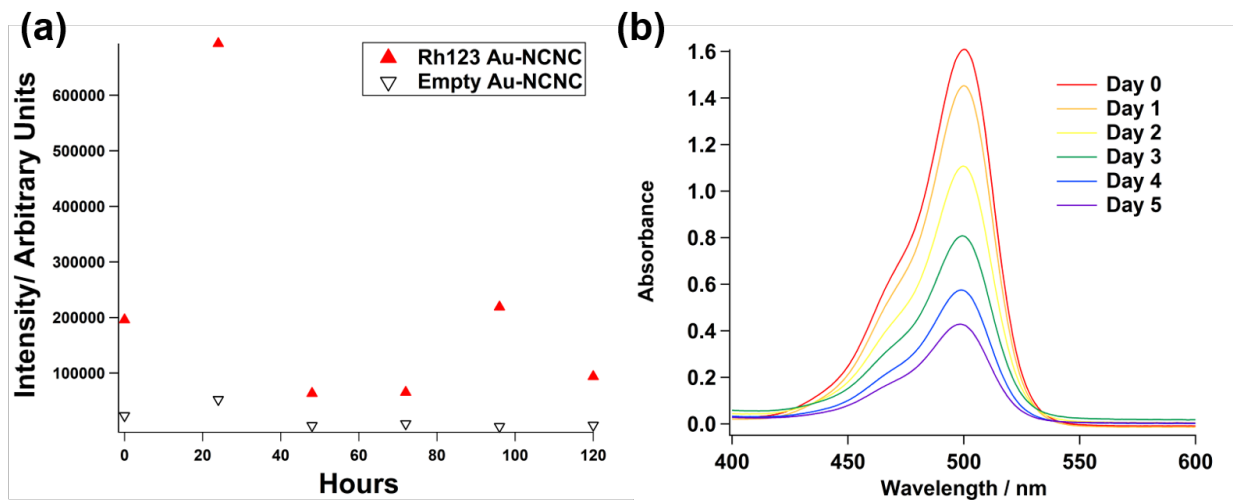 (a)
Intensity/ Arbitrary Units
600000
500000
400000
300000
200000
100000
Rh123 Au-NCNC
Empty Au-NCNC
0 20 40 60 80 100 120
Hours
(b)
Absorbance
1.6
1.4
1.2
1.0
0.8
0.6
0.4
0.2
0.0
Day 0
Day 1
Day 2
Day 3
Day 4
Day 5
400 450 500 550 600
Wavelength / nm